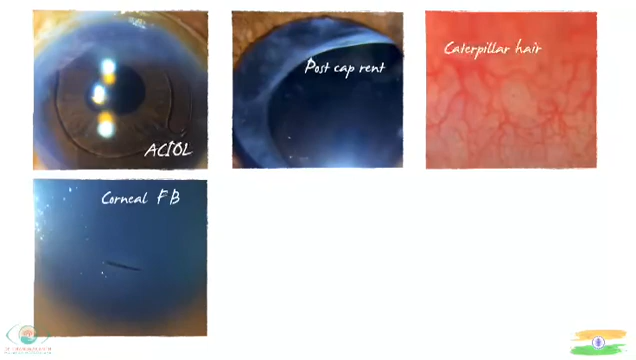 ACIOL
Post cap rent
Caterpillar hair
Corneal FB